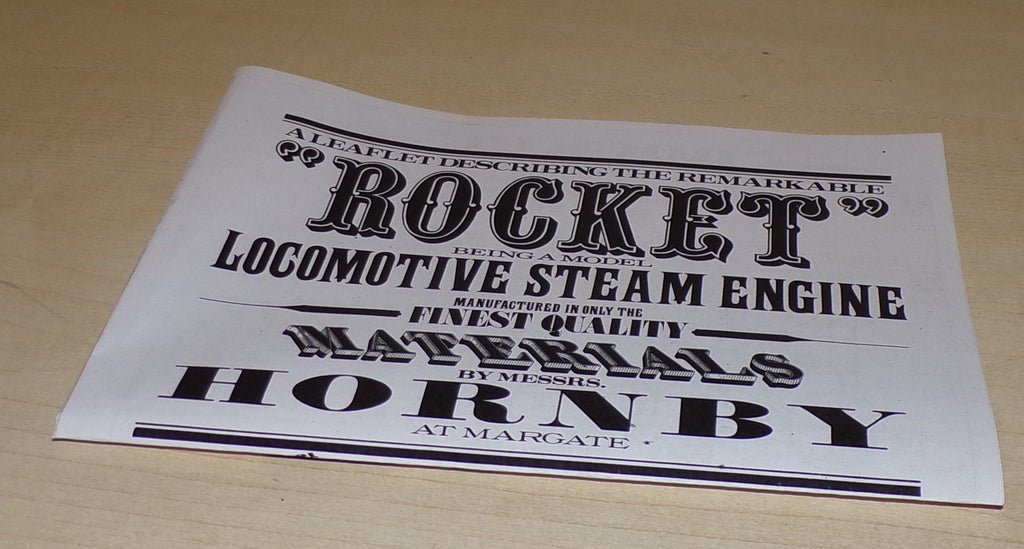 A LEAFLET DESCRIBING THE REMARKABLE
“ROCKET”
BEING A MODEL
LOCOMOTIVE STEAM ENGINE
MANUFACTURED IN ONLY THE
FINEST QUALITY
MATERIALS
BY MESSRS.
HORNBY
AT MARGATE